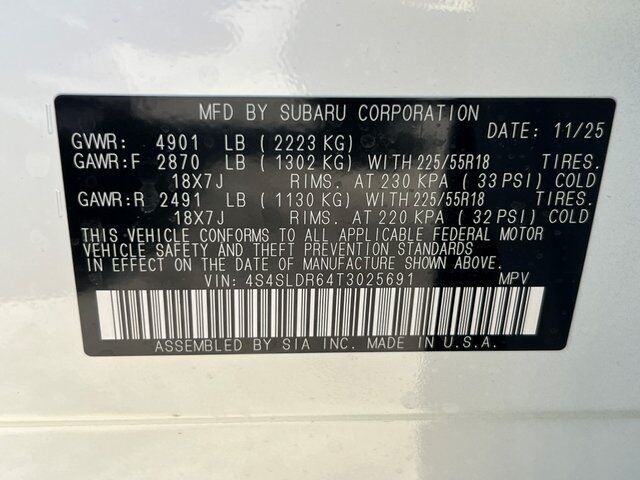 MFD BY SUBARU CORPORATION
DATE: 11/25
GVWR: 4901 LB (2223 KG)
GAWR:F 2870 LB (1302 KG) WITH 225/55R18 TIRES.
18X7J RIMS. AT 230 KPA (33 PSI) COLD
GAWR:R 2491 LB (1130 KG) WITH 225/55R18 TIRES.
18X7J RIMS. AT 220 KPA (32 PSI) COLD
THIS VEHICLE CONFORMS TO ALL APPLICABLE FEDERAL MOTOR
VEHICLE SAFETY AND THEFT PREVENTION STANDARDS
IN EFFECT ON THE DATE OF MANUFACTURE SHOWN ABOVE.
VIN: 4S4SLDR64T3025691 MPV
ASSEMBLED BY SIA INC. MADE IN U.S.A.